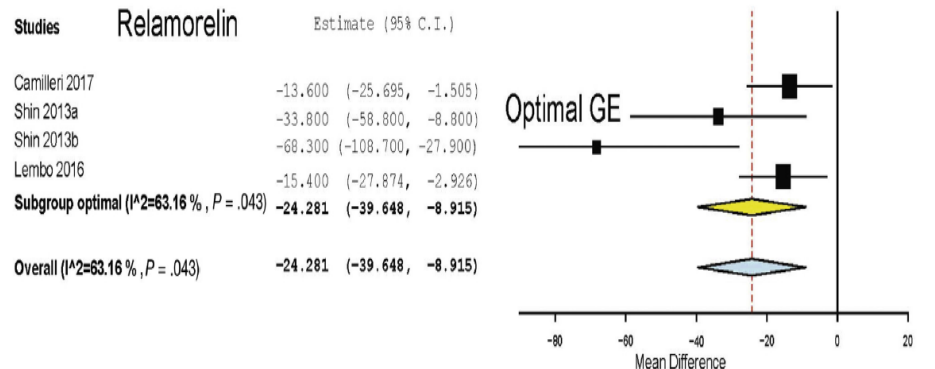 Studies Relamorelin Estimate (95% C.I.)
Camilleri 2017 -13.600 (-25.695, -1.505)
Shin 2013a -33.800 (-58.800, -8.800)
Shin 2013b -68.300 (-108.700, -27.900)
Lembo 2016 -15.400 (-27.874, -2.926)
Subgroup optimal (I^2=63.16 % , P = .043) -24.281 (-39.648, -8.915)
Overall (I^2=63.16 % , P = .043) -24.281 (-39.648, -8.915)
Optimal GE
-80 -60 -40 -20 0 20
Mean Difference